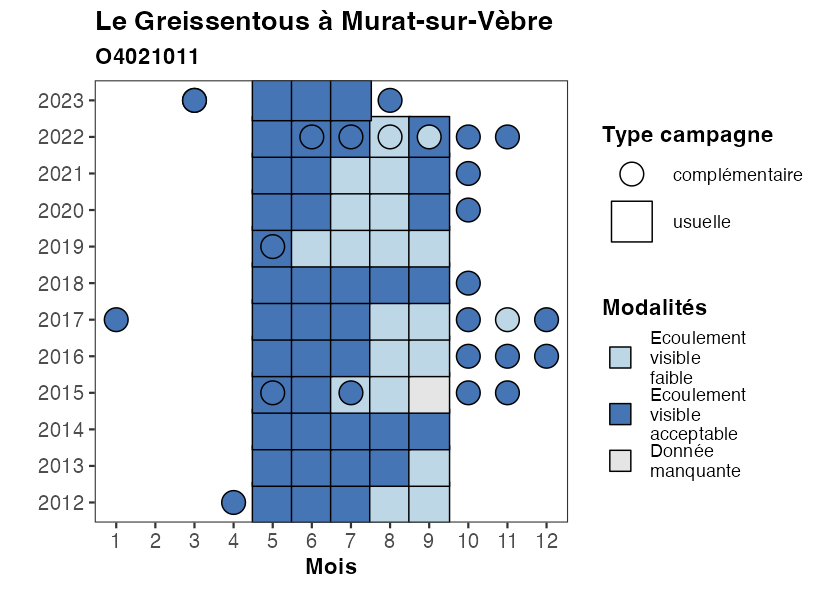 Le Greissentous à Murat-sur-Vèbre
O4021011
2023
2022
2021
2020
2019
2018
2017
2016
2015
2014
2013
2012
1 2 3 4 5 6 7 8 9 10 11 12
Mois
Type campagne
complémentaire
usuelle
Modalités
Ecoulement
visible
faible
Ecoulement
visible
acceptable
Donnée
manquante